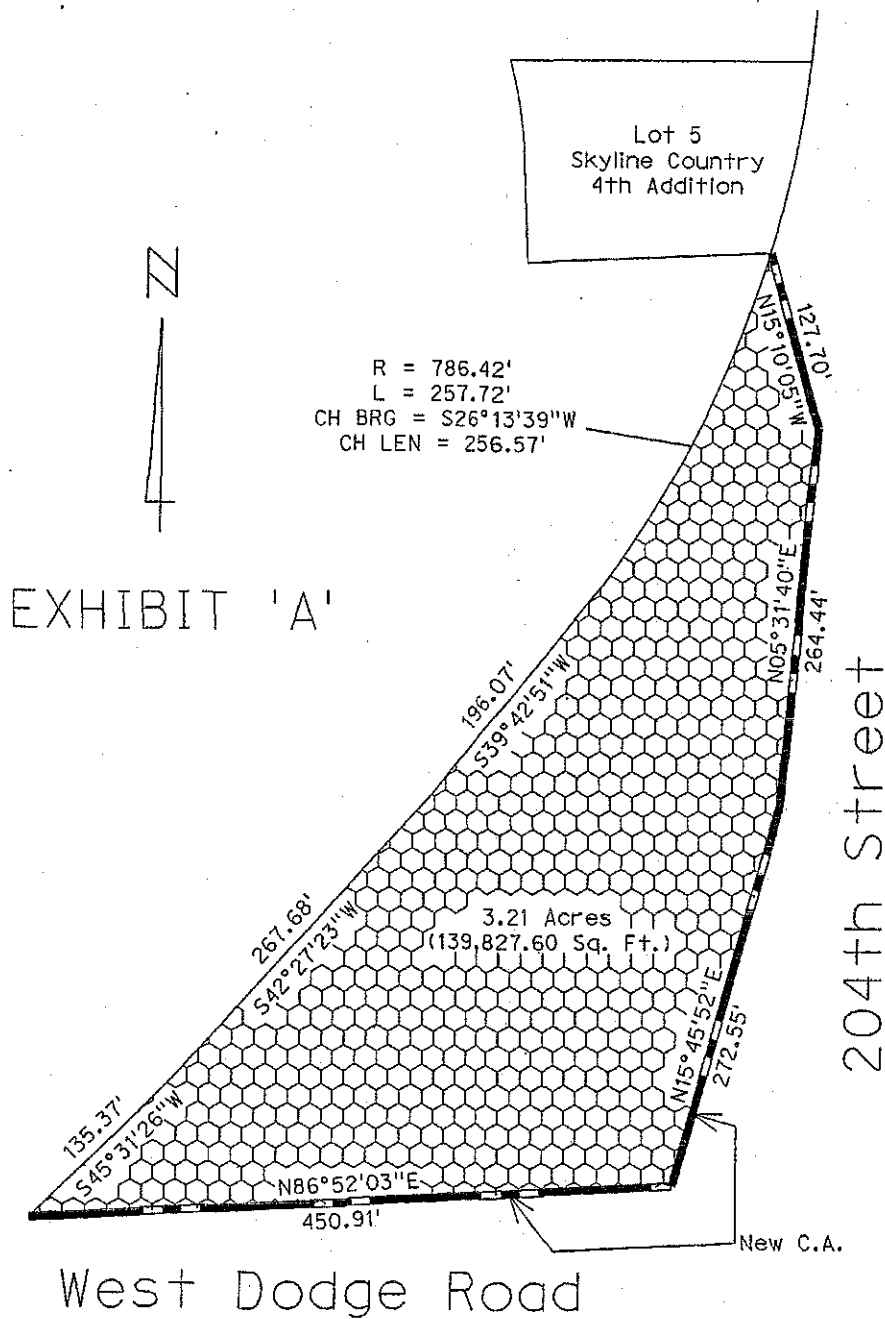 Lot 5
Skyline Country
4th Addition
N
R = 786.42'
L = 257.72'
CH BRG = S26°13'39"W
CH LEN = 256.57'
N15°10'05"W
127.70'
EXHIBIT 'A'
N05°31'40"E
264.44'
196.07'
S39°42'51"W
204th Street
267.68'
S42°27'23"W
3.21 Acres
(139,827.60 Sq. Ft.)
N15°45'52"E
272.55'
135.37'
S45°31'26"W
N86°52'03"E
450.91'
New C.A.
West Dodge Road